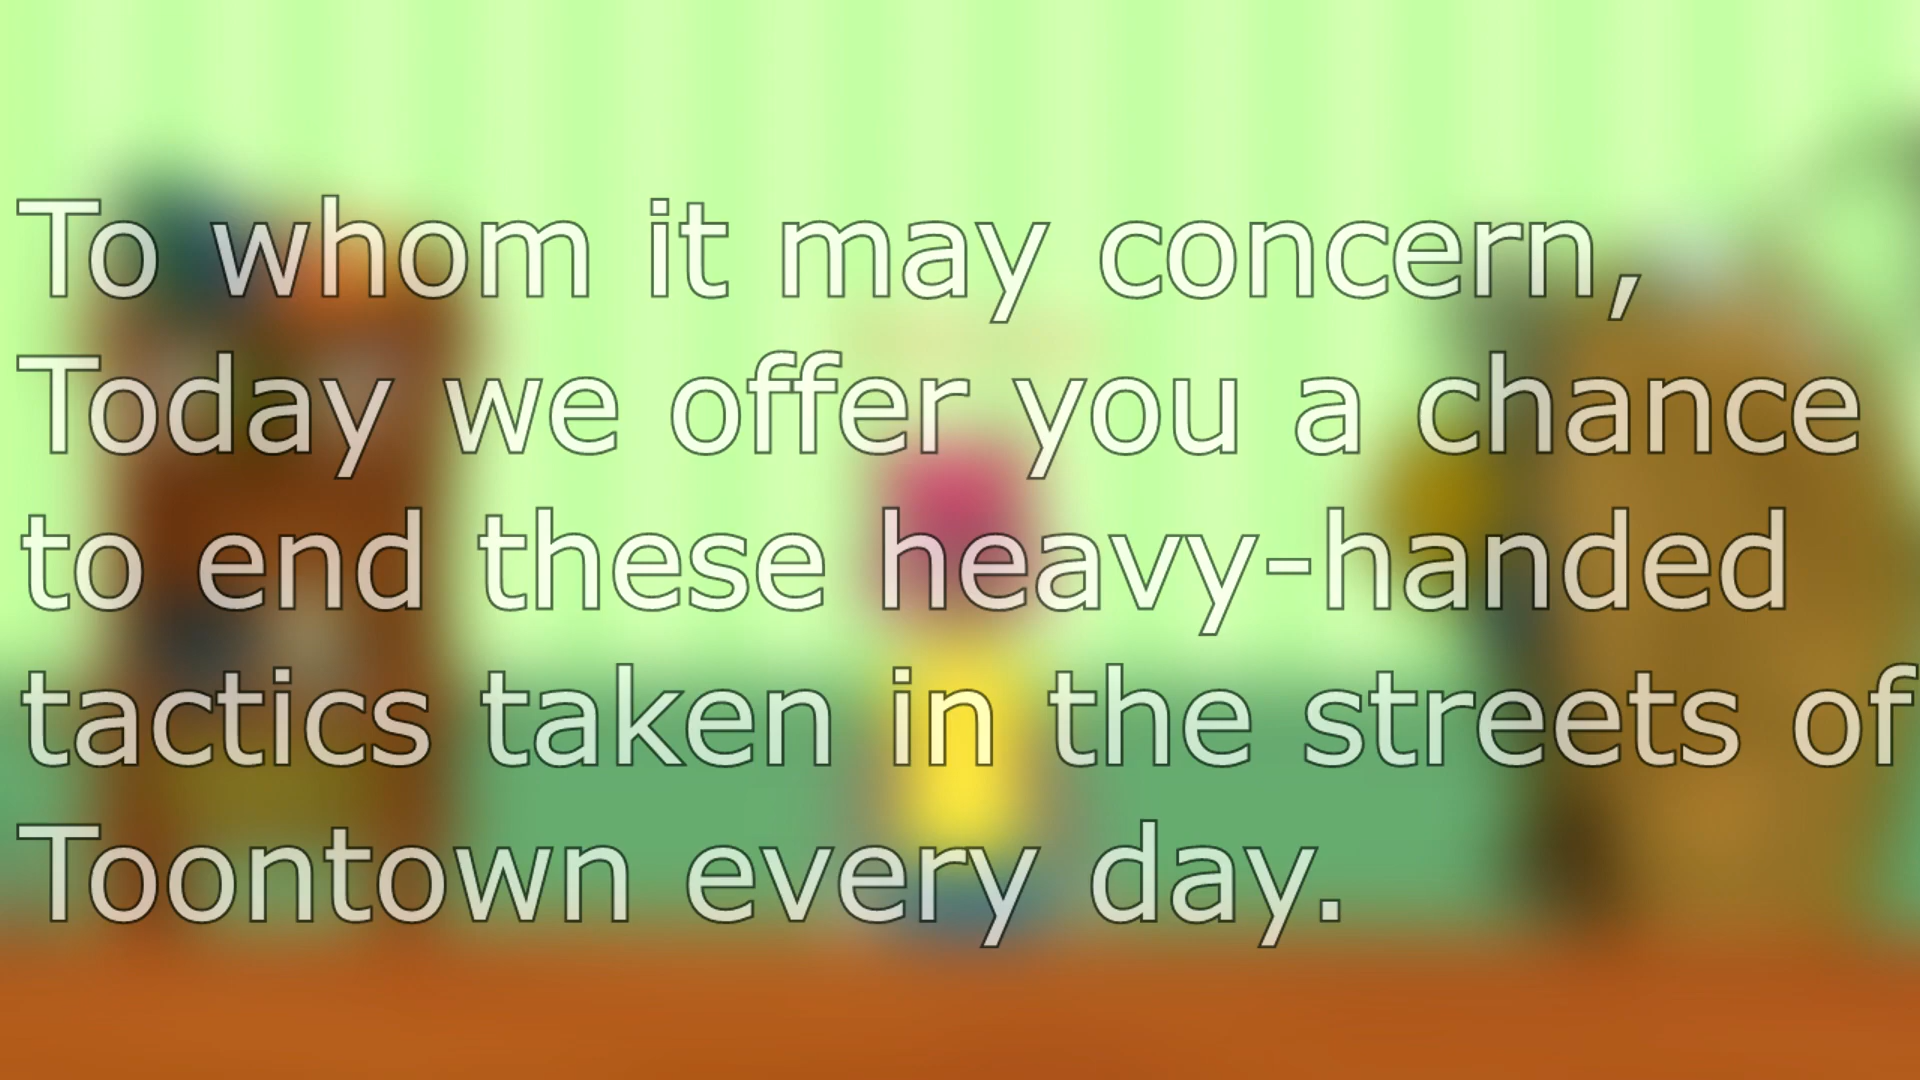 To whom it may concern,
Today we offer you a chance
to end these heavy-handed
tactics taken in the streets of
Toontown every day.